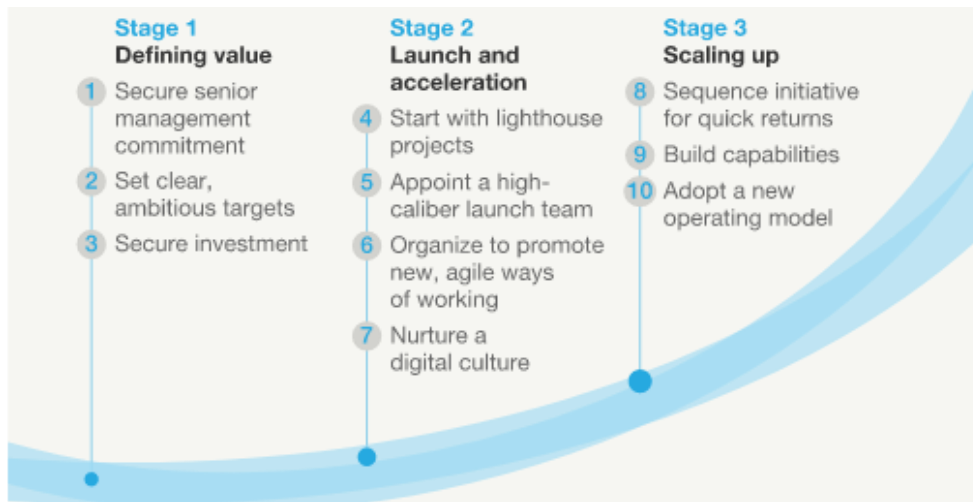 Stage 1
Defining value
1 Secure senior
management
commitment
2 Set clear,
ambitious targets
3 Secure investment
Stage 2
Launch and
acceleration
4 Start with lighthouse
projects
5 Appoint a high-
caliber launch team
6 Organize to promote
new, agile ways
of working
7 Nurture a
digital culture
Stage 3
Scaling up
8 Sequence initiative
for quick returns
9 Build capabilities
10 Adopt a new
operating model